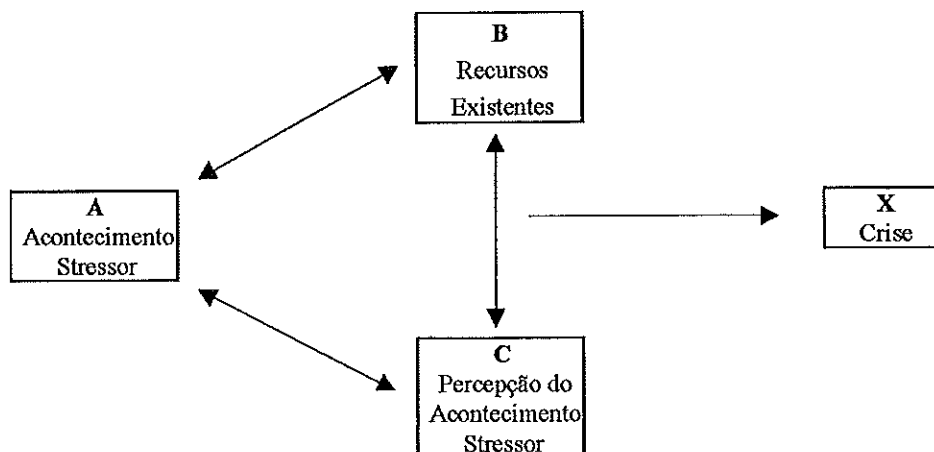 B
Recursos
Existentes
A
Acontecimento
Stressor
X
Crise
C
Percepção do
Acontecimento
Stressor